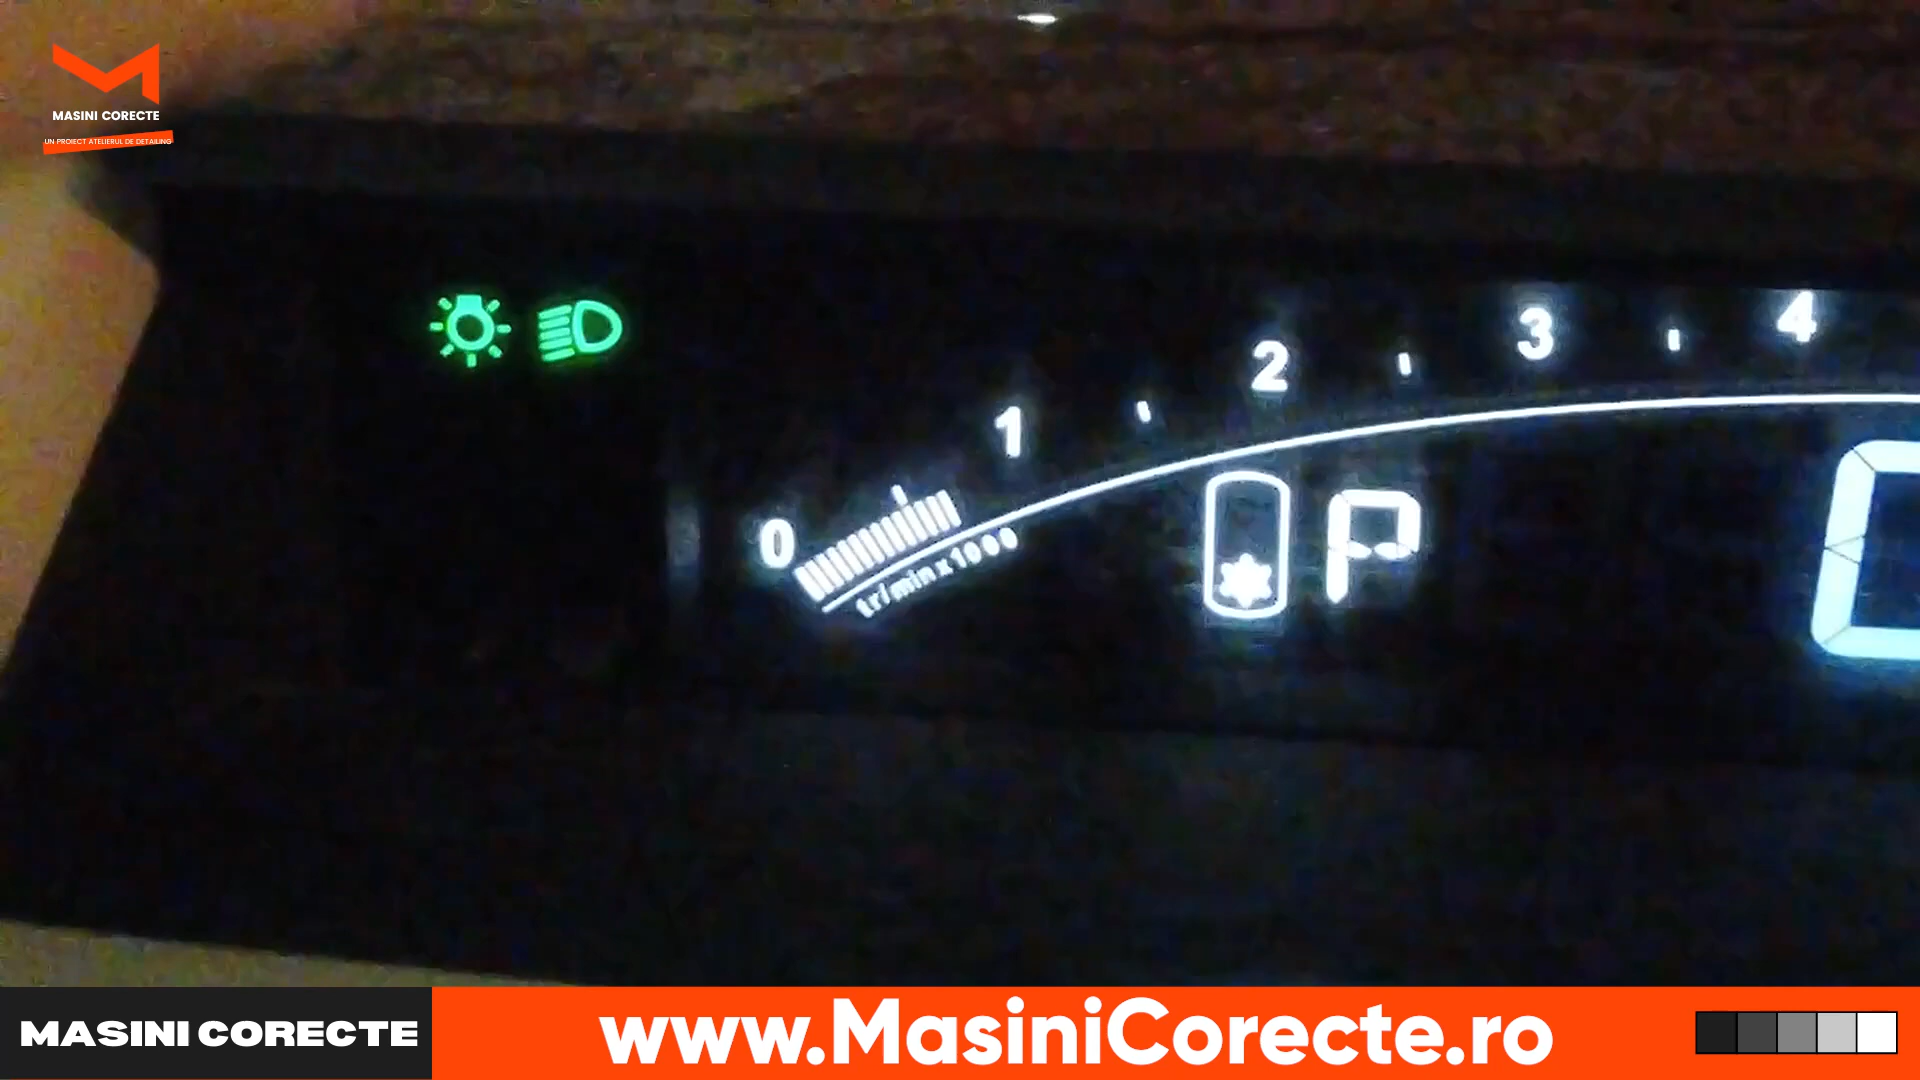 MASINI CORECTE
UN PROIECT ATELIERUL DE DETAILING
0 1 2 3 4
tr/min x 1000
P
MASINI CORECTE
www.MasiniCorecte.ro